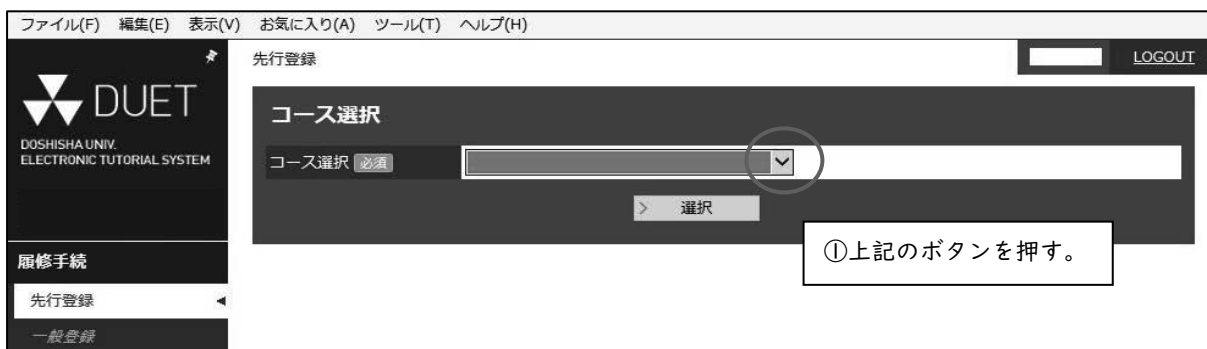 ファイル(F) 編集(E) 表示(V) お気に入り(A) ツール(T) ヘルプ(H)
先行登録
LOGOUT
DUET
DOSHISHA UNIV.
ELECTRONIC TUTORIAL SYSTEM
コース選択
コース選択 必須
> 選択
①上記のボタンを押す。
履修手続
先行登録
一般登録